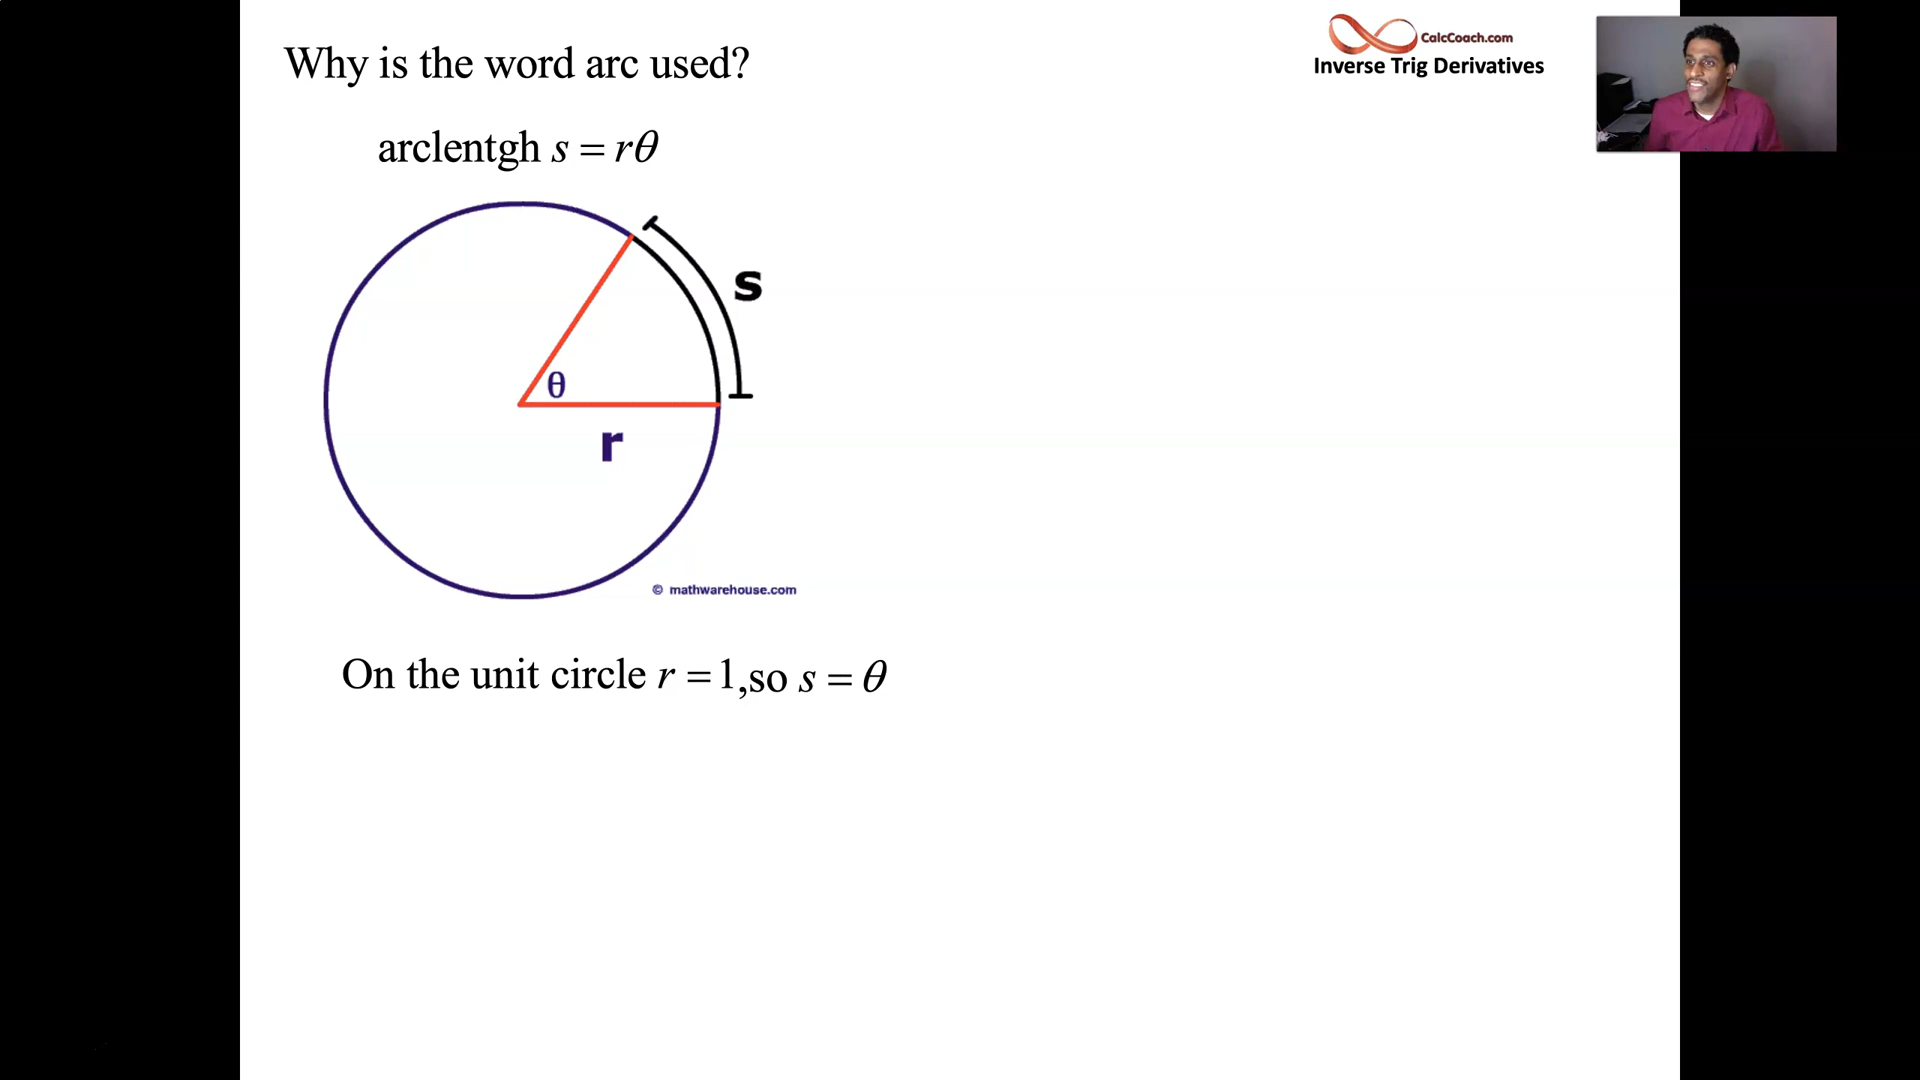 Why is the word arc used?
CalcCoach.com
Inverse Trig Derivatives
arclentgh s = rθ
s
θ
r
© mathwarehouse.com
On the unit circle r = 1, so s = θ